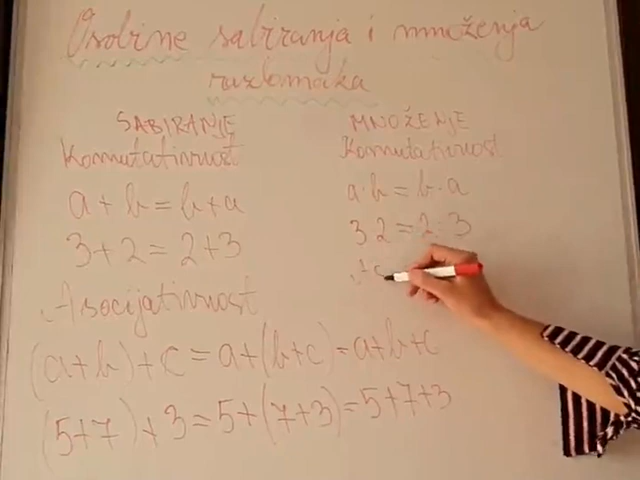 Osobine sabiranja i množenja
razlomaka
SABIRANJE
Komutativnost
a + b = b + a
3 + 2 = 2 + 3
Asocijativnost
(a + b) + c = a + (b + c) = a + b + c
(5 + 7) + 3 = 5 + (7 + 3) = 5 + 7 + 3
MNOŽENJE
Komutativnost
a · b = b · a
3 · 2 = 2 · 3
As